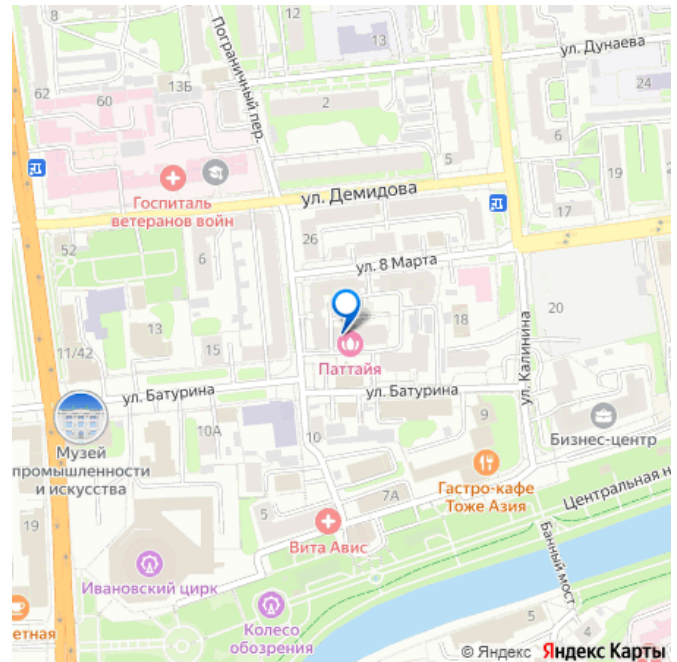 12
13
ул. Дунаева
62
60
13Б
Пограничный пер.
2
24
5
6
19
Госпиталь
ветеранов войн
ул. Демидова
17
52
6
26
ул. 8 Марта
20
13
18
11/42
15
Паттайя
ул. Калинина
ул. Батурина
ул. Батурина
10А
10
9
Бизнес-центр
Музей
промышленности
и искусства
Гастро-кафе
Тоже Азия
7А
Центральная н
19
5
Вита Авис
Банный мост
Ивановский цирк
Колесо
обозрения
етная
5
4
© Яндекс Яндекс Карты